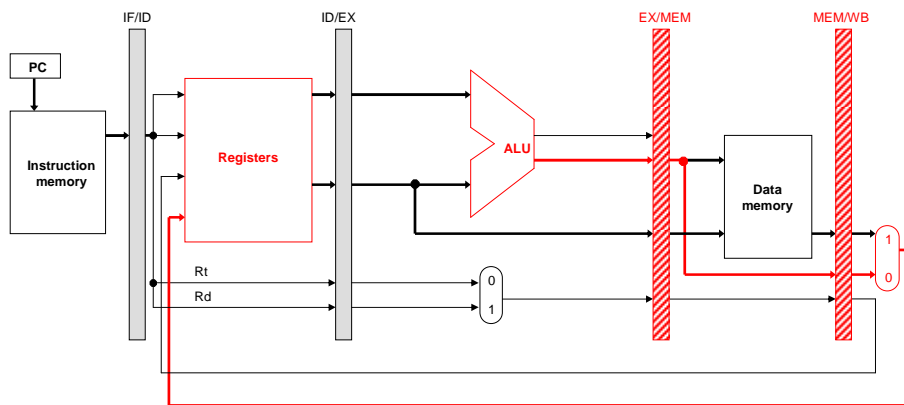 IF/ID
ID/EX
EX/MEM
MEM/WB
PC
Instruction
memory
Registers
ALU
Data
memory
1
0
Rt
Rd
0
1